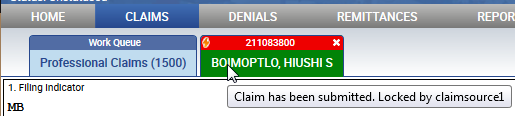 HOME CLAIMS DENIALS REMITTANCES REPOR
Work Queue 211083800
Professional Claims (1500) BOIMOPTLO, HIUSHI S
Claim has been submitted. Locked by claimsource1
1. Filing Indicator
MB